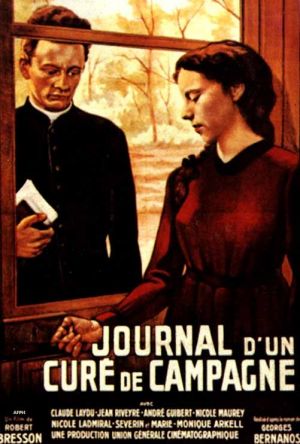 JOURNAL D'UN
CURÉ DE CAMPAGNE
AVEC
CLAUDE LAYDU, JEAN RIVEYRE - ANDRÉ GUIBERT - NICOLE MAUREY
NICOLE LADMIRAL - SEVERIN ET MARIE - MONIQUE ARKELL
UNE PRODUCTION UNION GÉNÉRALE CINÉMATOGRAPHIQUE
Un film de
ROBERT
BRESSON
GEORGES
BERNAN